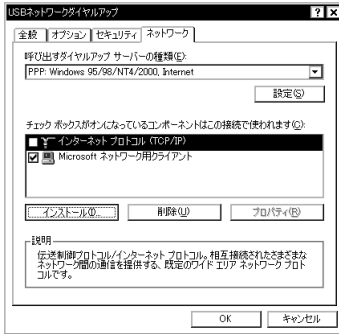 USBネットワークダイヤルアップ
全般 オプション セキュリティ ネットワーク
呼び出すダイヤルアップ サーバーの種類(E):
PPP: Windows 95/98/NT4/2000, Internet
設定(S)
チェック ボックスがオンになっているコンポーネントはこの接続で使われます(C):
インターネット プロトコル (TCP/IP)
Microsoft ネットワーク用クライアント
インストール(I)... 削除(U) プロパティ(R)
説明
伝送制御プロトコル/インターネット プロトコル。相互接続されたさまざまな
ネットワーク間の通信を提供する、既定のワイド エリア ネットワーク プロト
コルです。
OK キャンセル